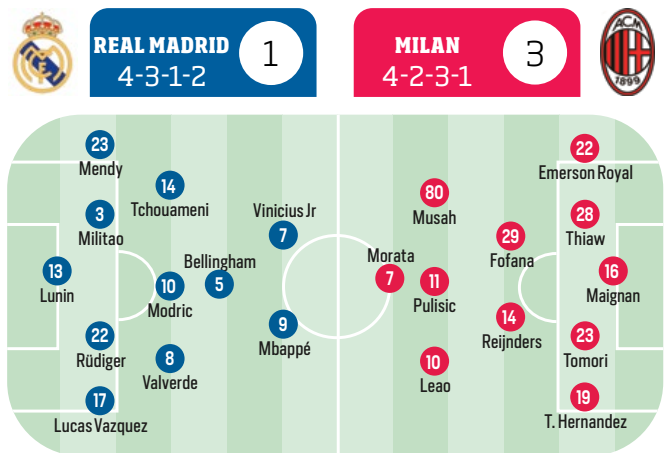 REAL MADRID
4-3-1-2
1
MILAN
4-2-3-1
3
ACM
1899
23
Mendy
14
Tchouameni
3
Militao
Vinicius Jr
7
13
Lunin
10
Modric
Bellingham
5
9
Mbappé
22
Rüdiger
8
Valverde
17
Lucas Vazquez
22
Emerson Royal
80
Musah
28
Thiaw
29
Fofana
Morata
7
11
Pulisic
16
Maignan
14
Reijnders
23
Tomori
10
Leao
19
T. Hernandez